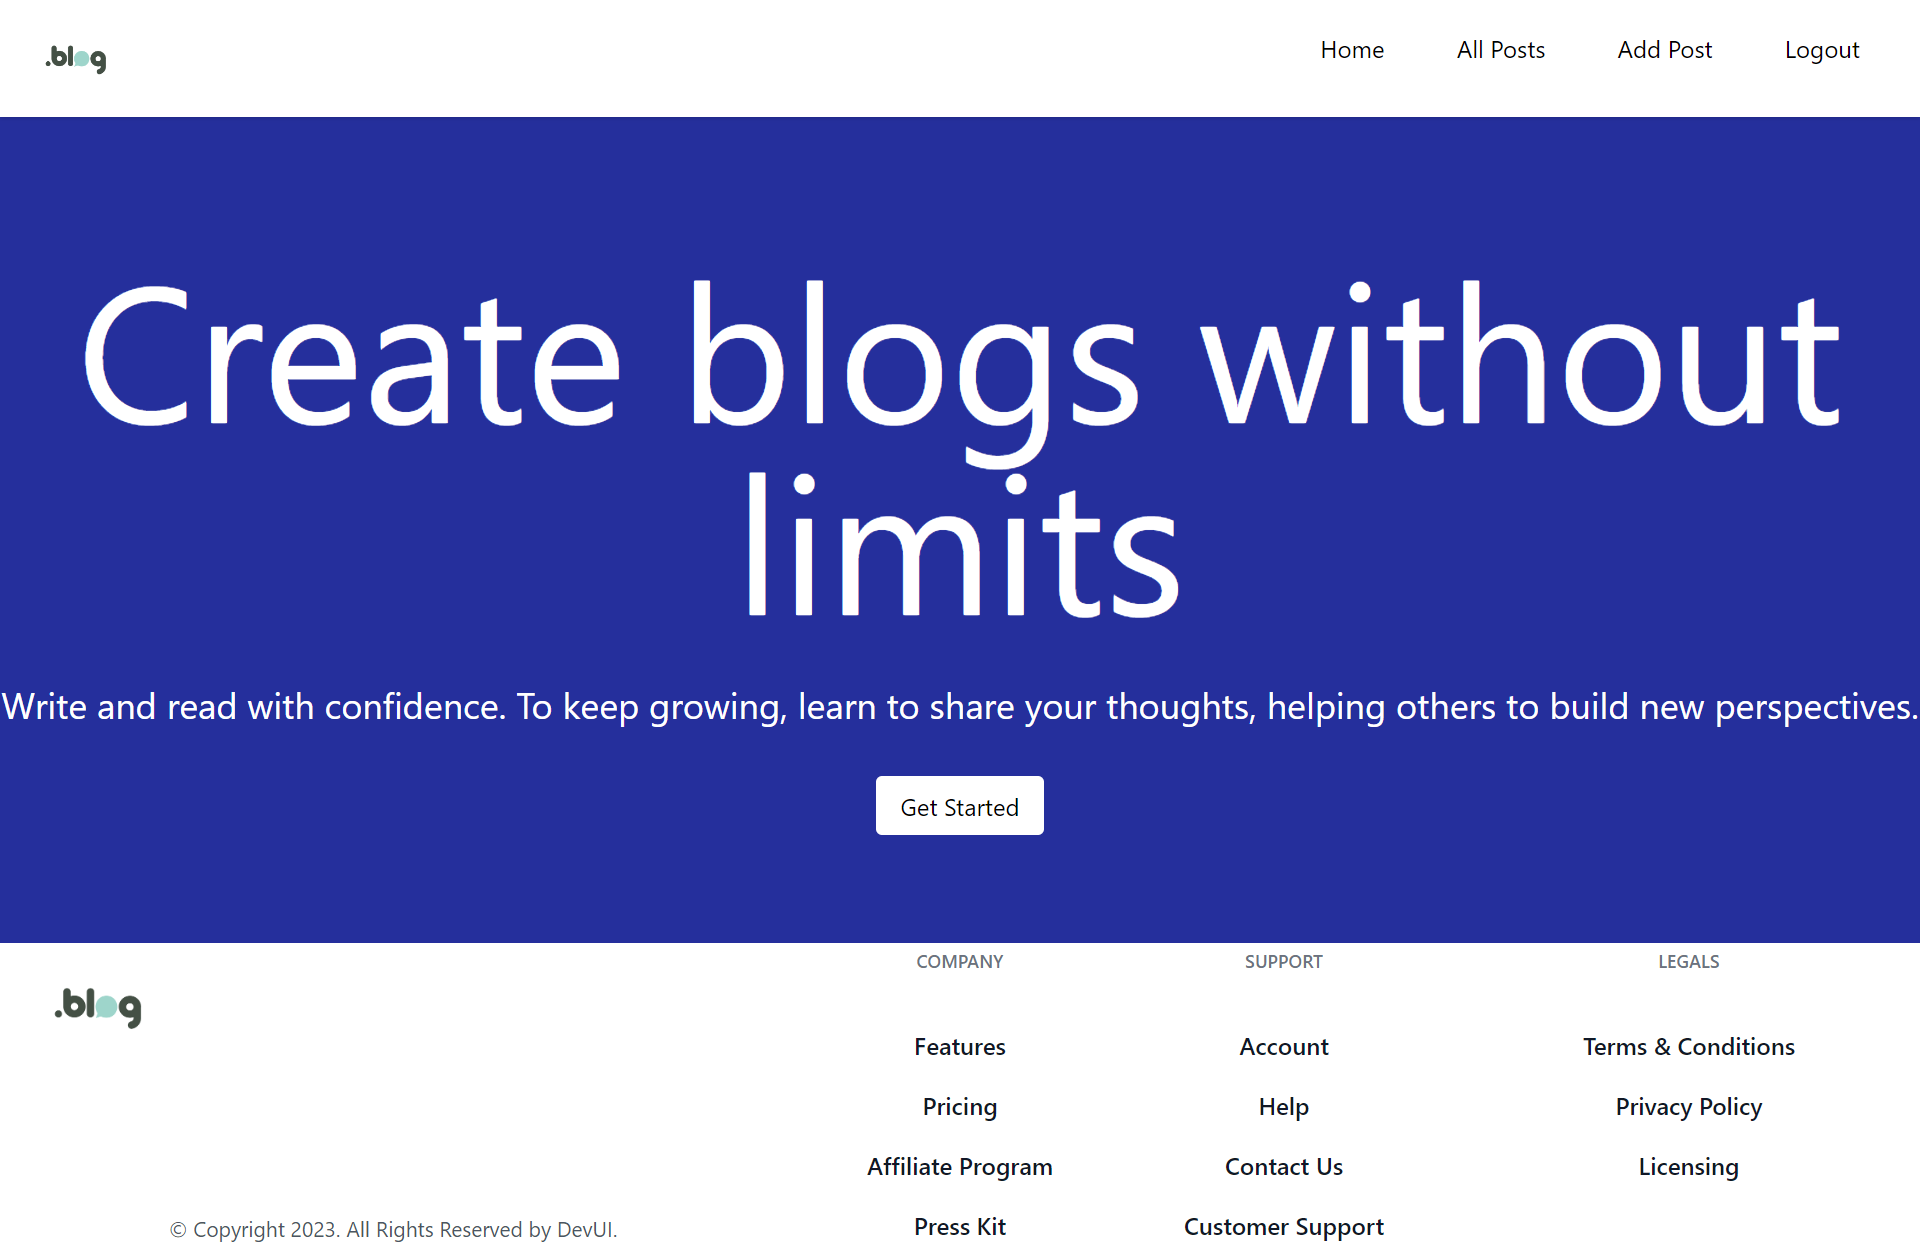 .blog
Home
All Posts
Add Post
Logout
Create blogs without
limits
Write and read with confidence. To keep growing, learn to share your thoughts, helping others to build new perspectives.
Get Started
.blog
© Copyright 2023. All Rights Reserved by DevUI.
COMPANY
Features
Pricing
Affiliate Program
Press Kit
SUPPORT
Account
Help
Contact Us
Customer Support
LEGALS
Terms & Conditions
Privacy Policy
Licensing